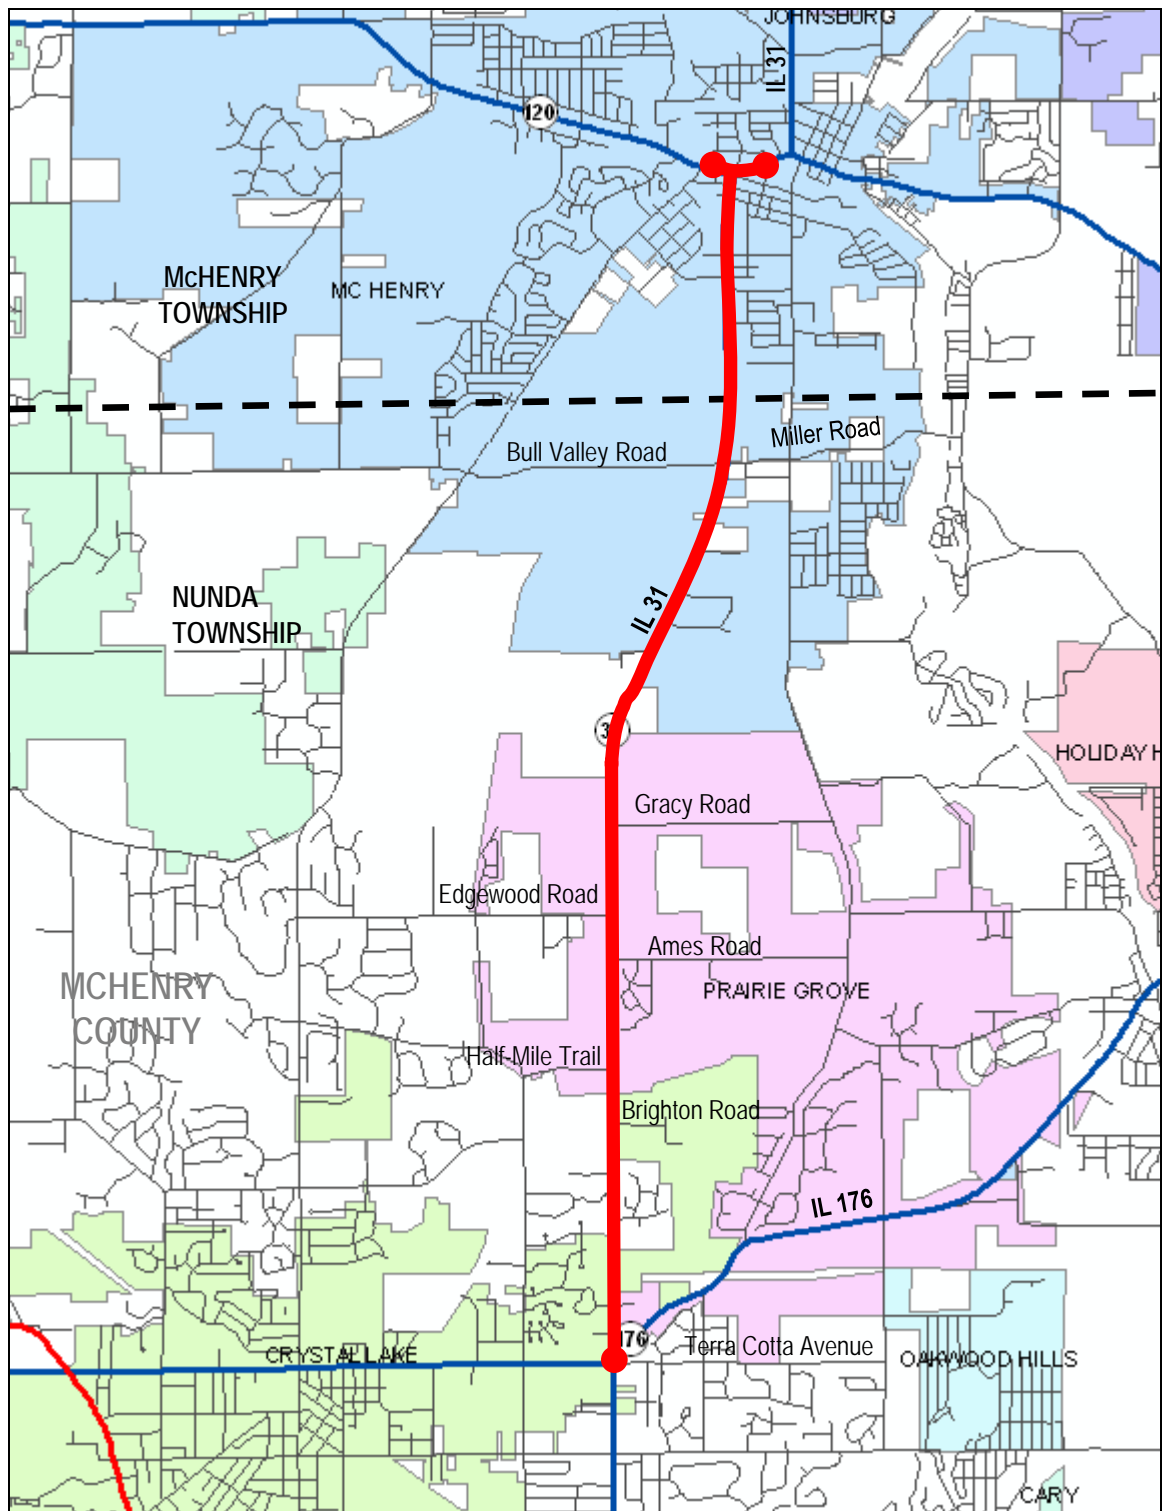 JOHNSBURG
IL 31
120
McHENRY
TOWNSHIP
MC HENRY
Miller Road
Bull Valley Road
NUNDA
TOWNSHIP
IL 31
HOLIDAY H
Gracy Road
Edgewood Road
Ames Road
MCHENRY
COUNTY
PRAIRIE GROVE
Half-Mile Trail
Brighton Road
IL 176
176
Terra Cotta Avenue
CRYSTAL LAKE
OAKWOOD HILLS
CARY